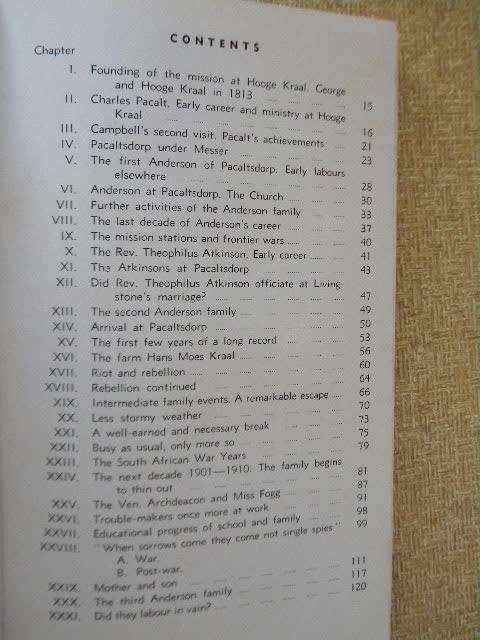 CONTENTS
Chapter
I. Founding of the mission at Hooge Kraal. George
and Hooge Kraal in 1813 15
II. Charles Pacalt. Early career and ministry at Hooge
Kraal 16
III. Campbell's second visit. Pacalt's achievements 21
IV. Pacaltsdorp under Messer 23
V. The first Anderson of Pacaltsdorp. Early labours
elsewhere 28
VI. Anderson at Pacaltsdorp. The Church 30
VII. Further activities of the Anderson family 33
VIII. The last decade of Anderson's career 37
IX. The mission stations and frontier wars 40
X. The Rev. Theophilus Atkinson. Early career 41
XI. The Atkinsons at Pacaltsdorp 43
XII. Did Rev. Theophilus Atkinson officiate at Living
stone's marriage? 47
XIII. The second Anderson family 49
XIV. Arrival at Pacaltsdorp 50
XV. The first few years of a long record 53
XVI. The farm Hans Moes Kraal 56
XVII. Riot and rebellion 60
XVIII. Rebellion continued 64
XIX. Intermediate family events. A remarkable escape 66
XX. Less stormy weather 70
XXI. A well-earned and necessary break 73
XXII. Busy as usual, only more so 75
XXIII. The South African War Years 79
XXIV. The next decade 1901—1910. The family begins
to thin out 81
XXV. The Ven. Archdeacon and Miss Fogg 87
XXVI. Trouble-makers once more at work 91
XXVII. Educational progress of school and family 98
XXVIII. "When sorrows come they come not single spies" 99
A. War. 111
B. Post-war. 117
XXIX. Mother and son 120
XXX. The third Anderson family
XXXI. Did they labour in vain?